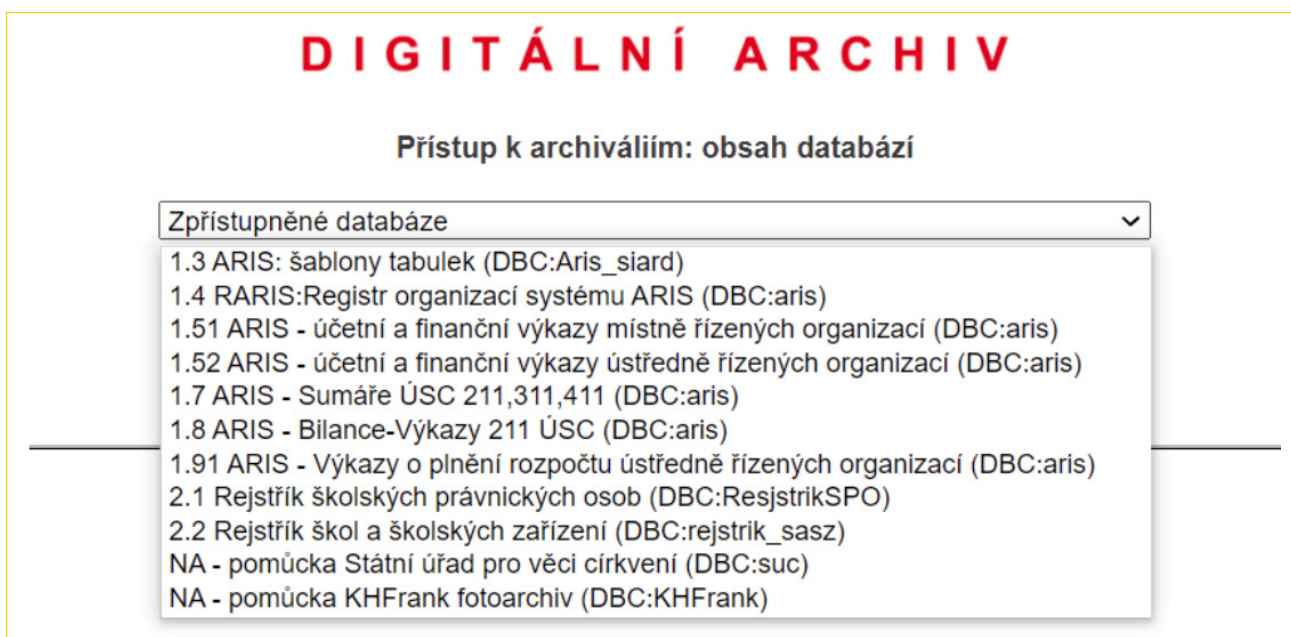 DIGITÁLNÍ ARCHIV
Přístup k archiváliím: obsah databází
Zpřístupněné databáze
1.3 ARIS: šablony tabulek (DBC:Aris_siard)
1.4 RARIS:Registr organizací systému ARIS (DBC:aris)
1.51 ARIS - účetní a finanční výkazy místně řízených organizací (DBC:aris)
1.52 ARIS - účetní a finanční výkazy ústředně řízených organizací (DBC:aris)
1.7 ARIS - Sumáře ÚSC 211,311,411 (DBC:aris)
1.8 ARIS - Bilance-Výkazy 211 ÚSC (DBC:aris)
1.91 ARIS - Výkazy o plnění rozpočtu ústředně řízených organizací (DBC:aris)
2.1 Rejstřík školských právnických osob (DBC:ResjstrikSPO)
2.2 Rejstřík škol a školských zařízení (DBC:rejstrik_sasz)
NA - pomůcka Státní úřad pro věci církvení (DBC:suc)
NA - pomůcka KHFrank fotoarchiv (DBC:KHFrank)